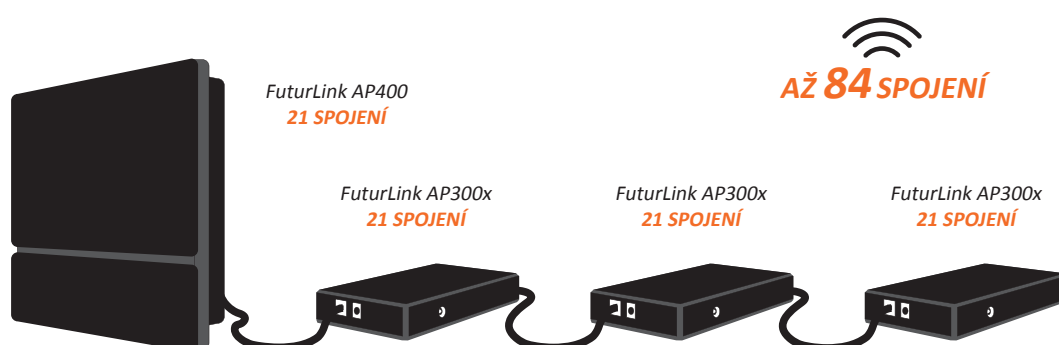 AŽ 84 SPOJENÍ
FuturLink AP400
21 SPOJENÍ
FuturLink AP300x
21 SPOJENÍ
FuturLink AP300x
21 SPOJENÍ
FuturLink AP300x
21 SPOJENÍ